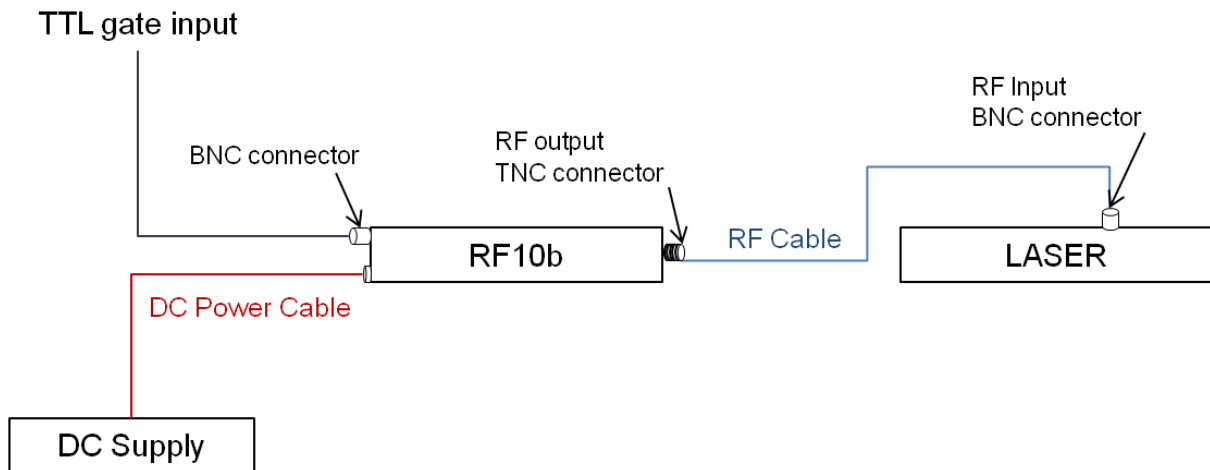 TTL gate input
RF Input
BNC connector
RF output
TNC connector
BNC connector
RF10b
RF Cable
LASER
DC Power Cable
DC Supply